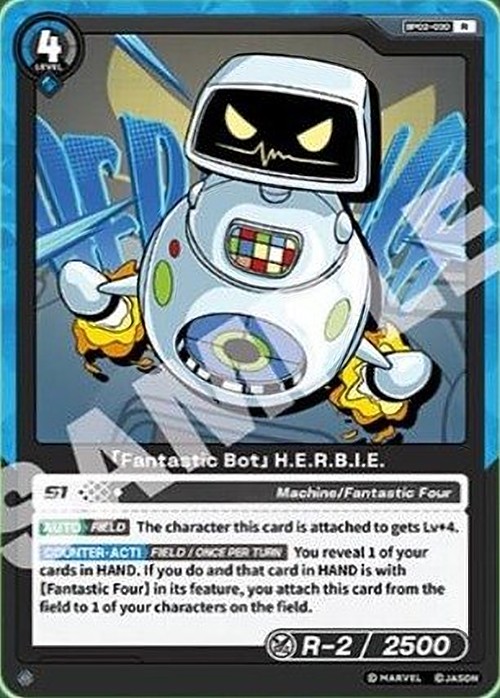 BP02-030 R
4
LEVEL
HERBIE
SAMPLE
「Fantastic Bot」 H.E.R.B.I.E.
S1
Machine/Fantastic Four
AUTO FIELD The character this card is attached to gets Lv+4.
COUNTER・ACT1 FIELD / ONCE PER TURN You reveal 1 of your
cards in HAND. If you do and that card in HAND is with
[Fantastic Four] in its feature, you attach this card from the
field to 1 of your characters on the field.
R-2 / 2500
© MARVEL ©JASON